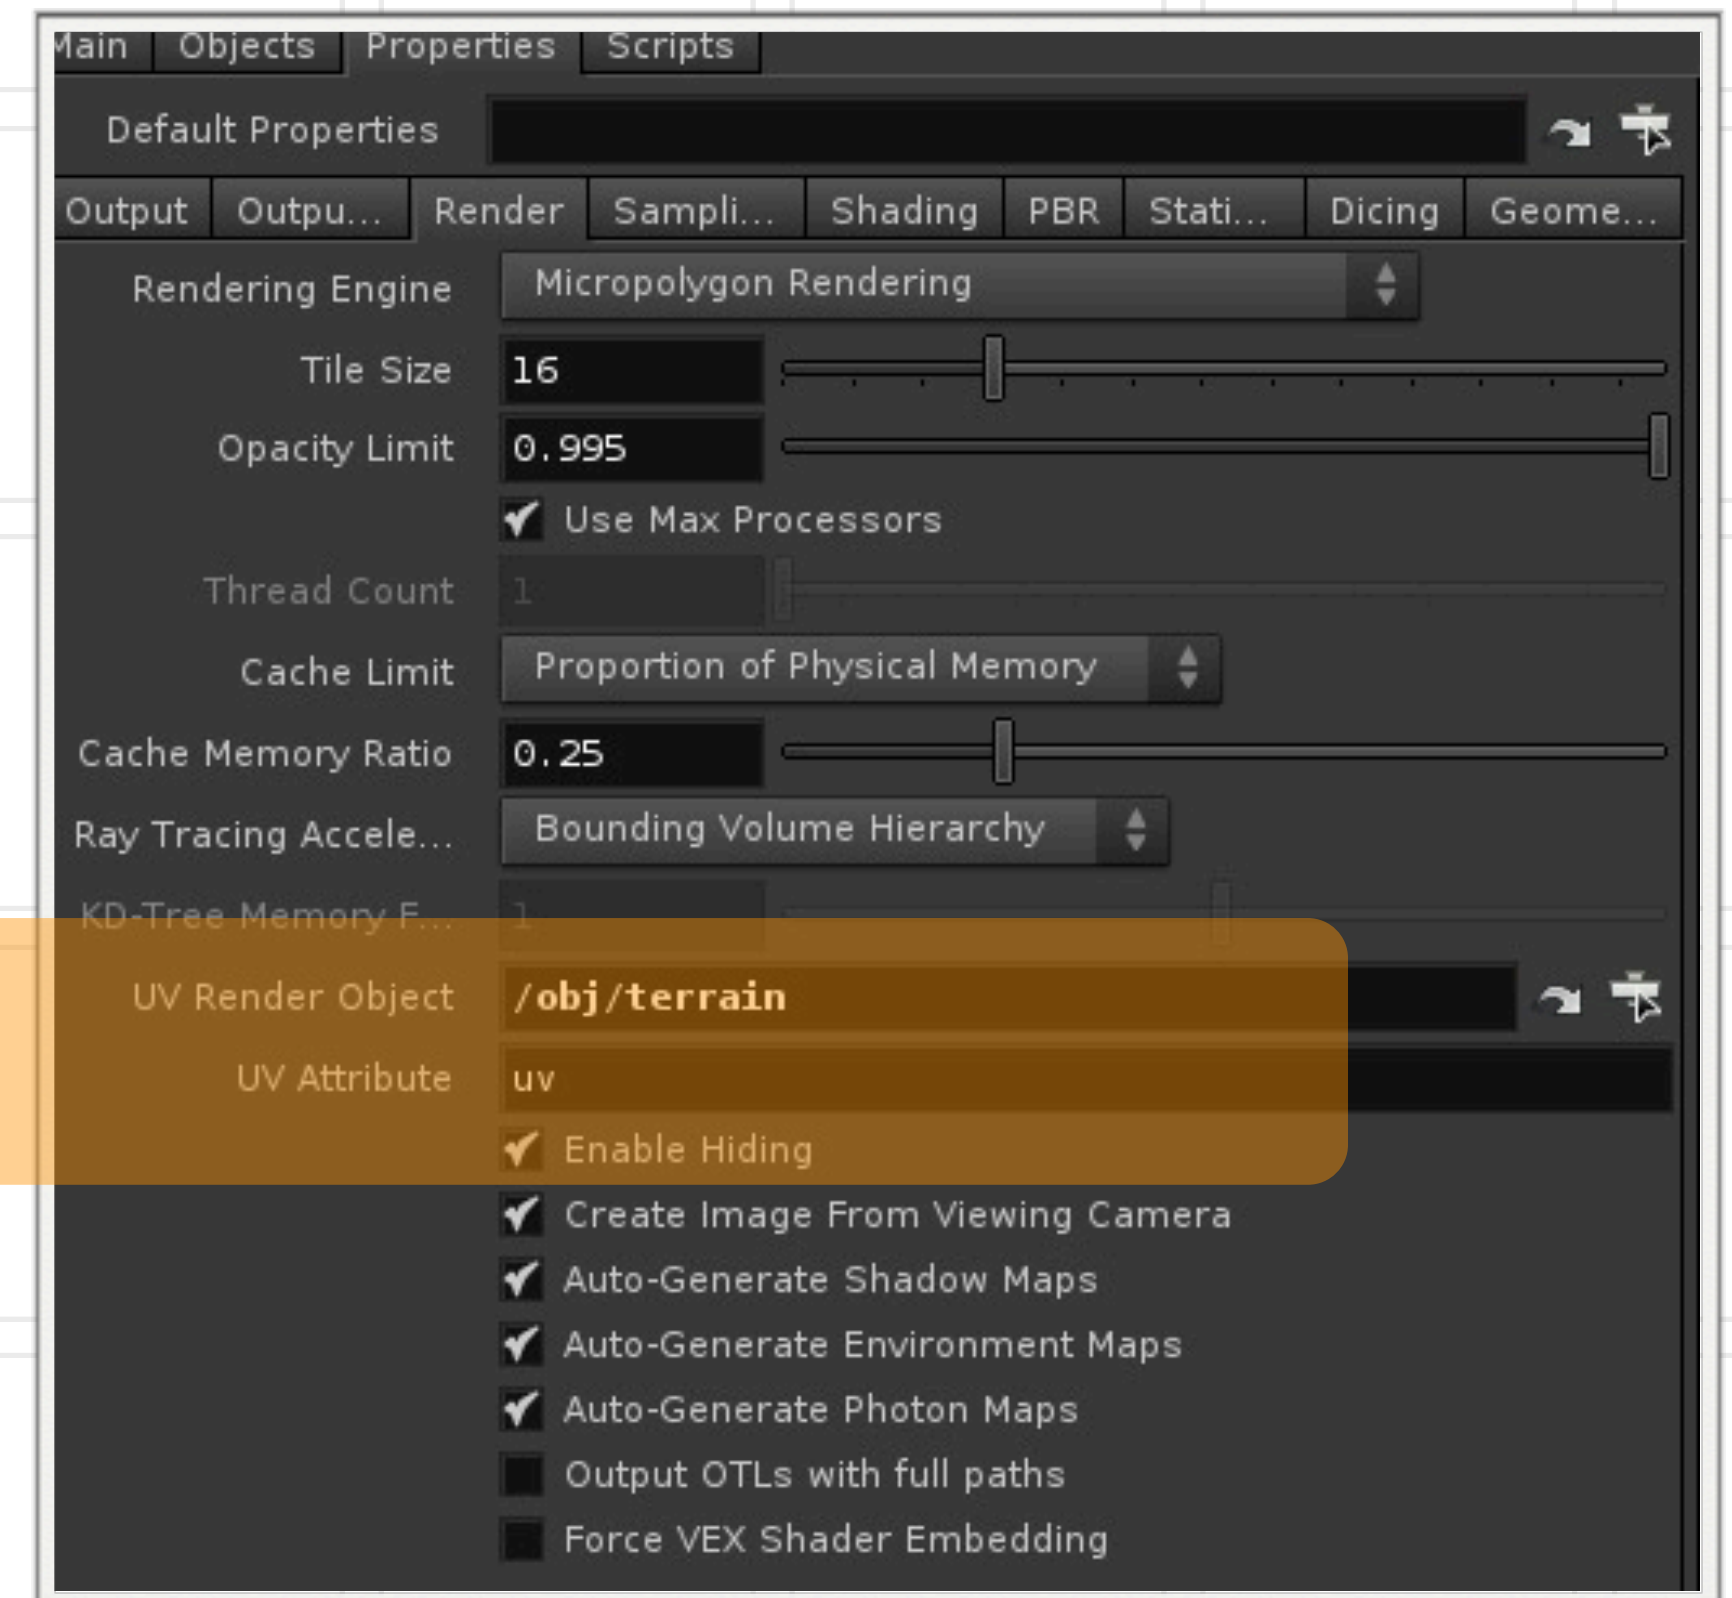 Main Objects Properties Scripts
Default Properties
Output Outpu... Render Sampli... Shading PBR Stati... Dicing Geome...
Rendering Engine Micropolygon Rendering
Tile Size 16
Opacity Limit 0.995
Use Max Processors
Thread Count 1
Cache Limit Proportion of Physical Memory
Cache Memory Ratio 0.25
Ray Tracing Accele... Bounding Volume Hierarchy
KD-Tree Memory F... 1
UV Render Object /obj/terrain
UV Attribute uv
Enable Hiding
Create Image From Viewing Camera
Auto-Generate Shadow Maps
Auto-Generate Environment Maps
Auto-Generate Photon Maps
Output OTLs with full paths
Force VEX Shader Embedding